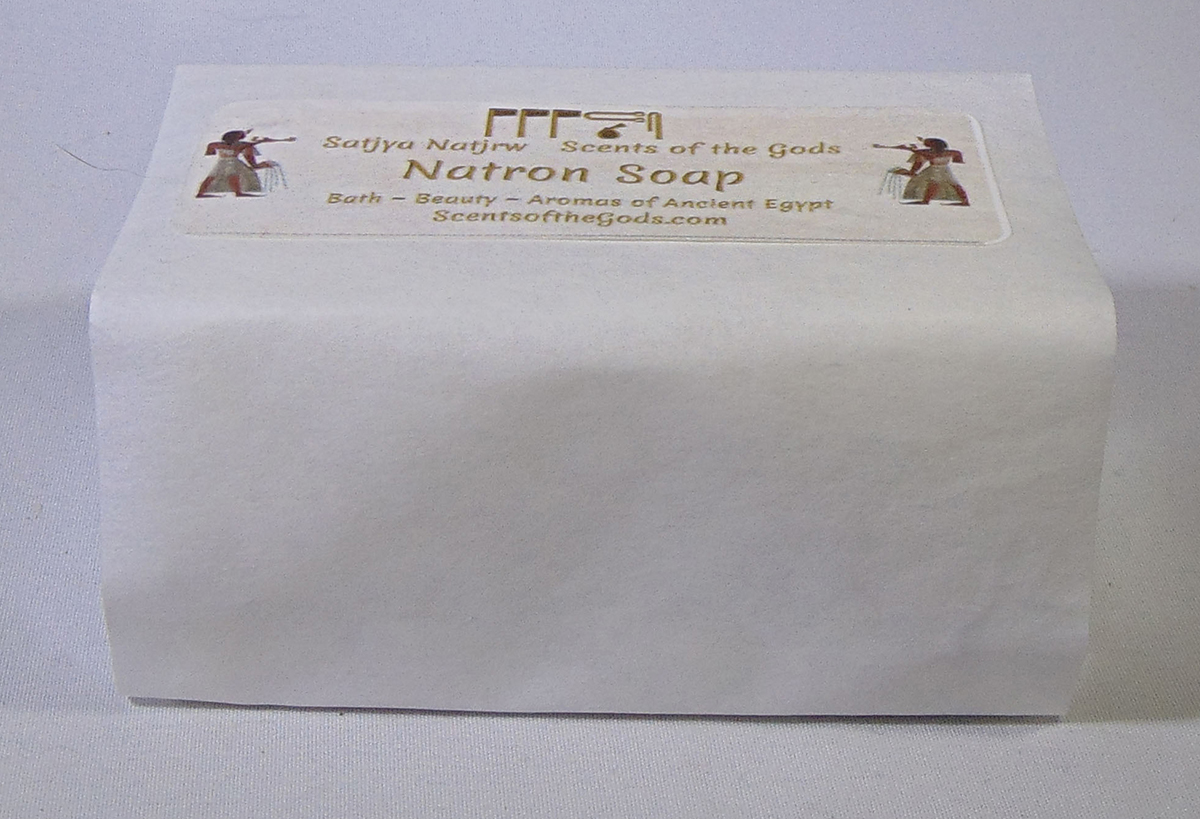 Satjya Natjrw Scents of the Gods
Natron Soap
Bath ~ Beauty ~ Aromas of Ancient Egypt
ScentsoftheGods.com